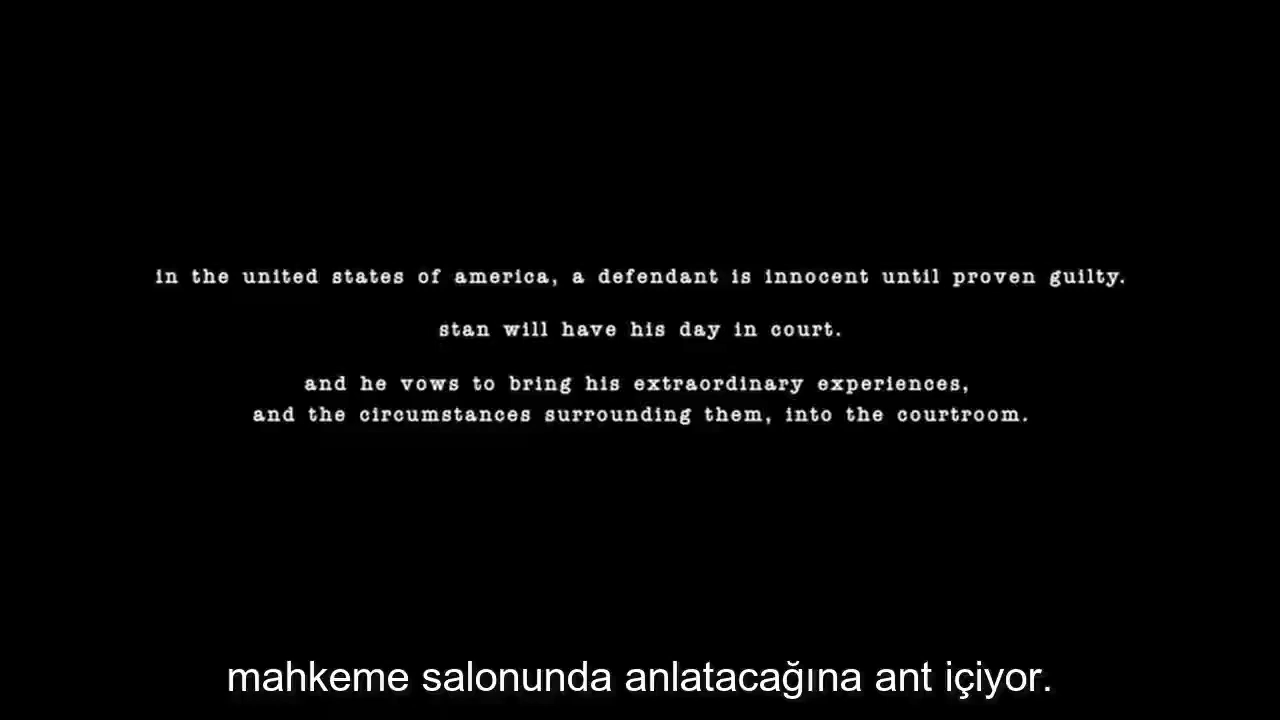 in the united states of america, a defendant is innocent until proven guilty.
stan will have his day in court.
and he vows to bring his extraordinary experiences,
and the circumstances surrounding them, into the courtroom.
mahkeme salonunda anlatacağına ant içiyor.